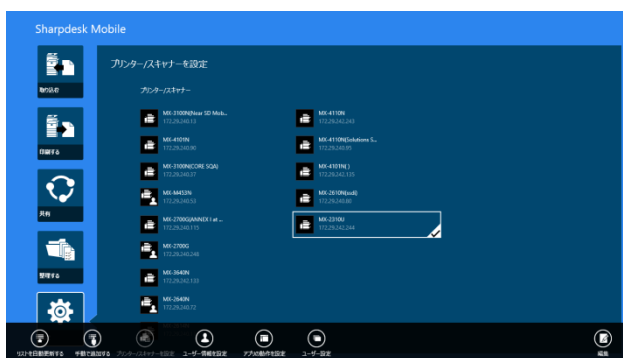 Sharpdesk Mobile
プリンター/スキャナーを設定
プリンター/スキャナー
取り込む
印刷する
共有
整理する
MX-3100N(Near SD Mob...
172.29.240.13
MX-4101N
172.29.240.90
MX-3100N(CORE SQA)
172.29.240.37
MX-M453N
172.29.240.53
MX-2700G(ANNEX I at ...
172.29.240.115
MX-2700G
172.29.240.248
MX-3640N
172.29.242.133
MX-2640N
172.29.240.72
MX-4110N
172.29.242.243
MX-4110N(Solutions S...
172.29.240.95
MX-4101N( )
172.29.242.135
MX-2610N(sodi)
172.29.240.80
MX-2310U
172.29.242.244
リストを自動更新する
手動で追加する
プリンター/スキャナーを設定
ユーザー情報を設定
アプリの動作を設定
ユーザー設定
編集